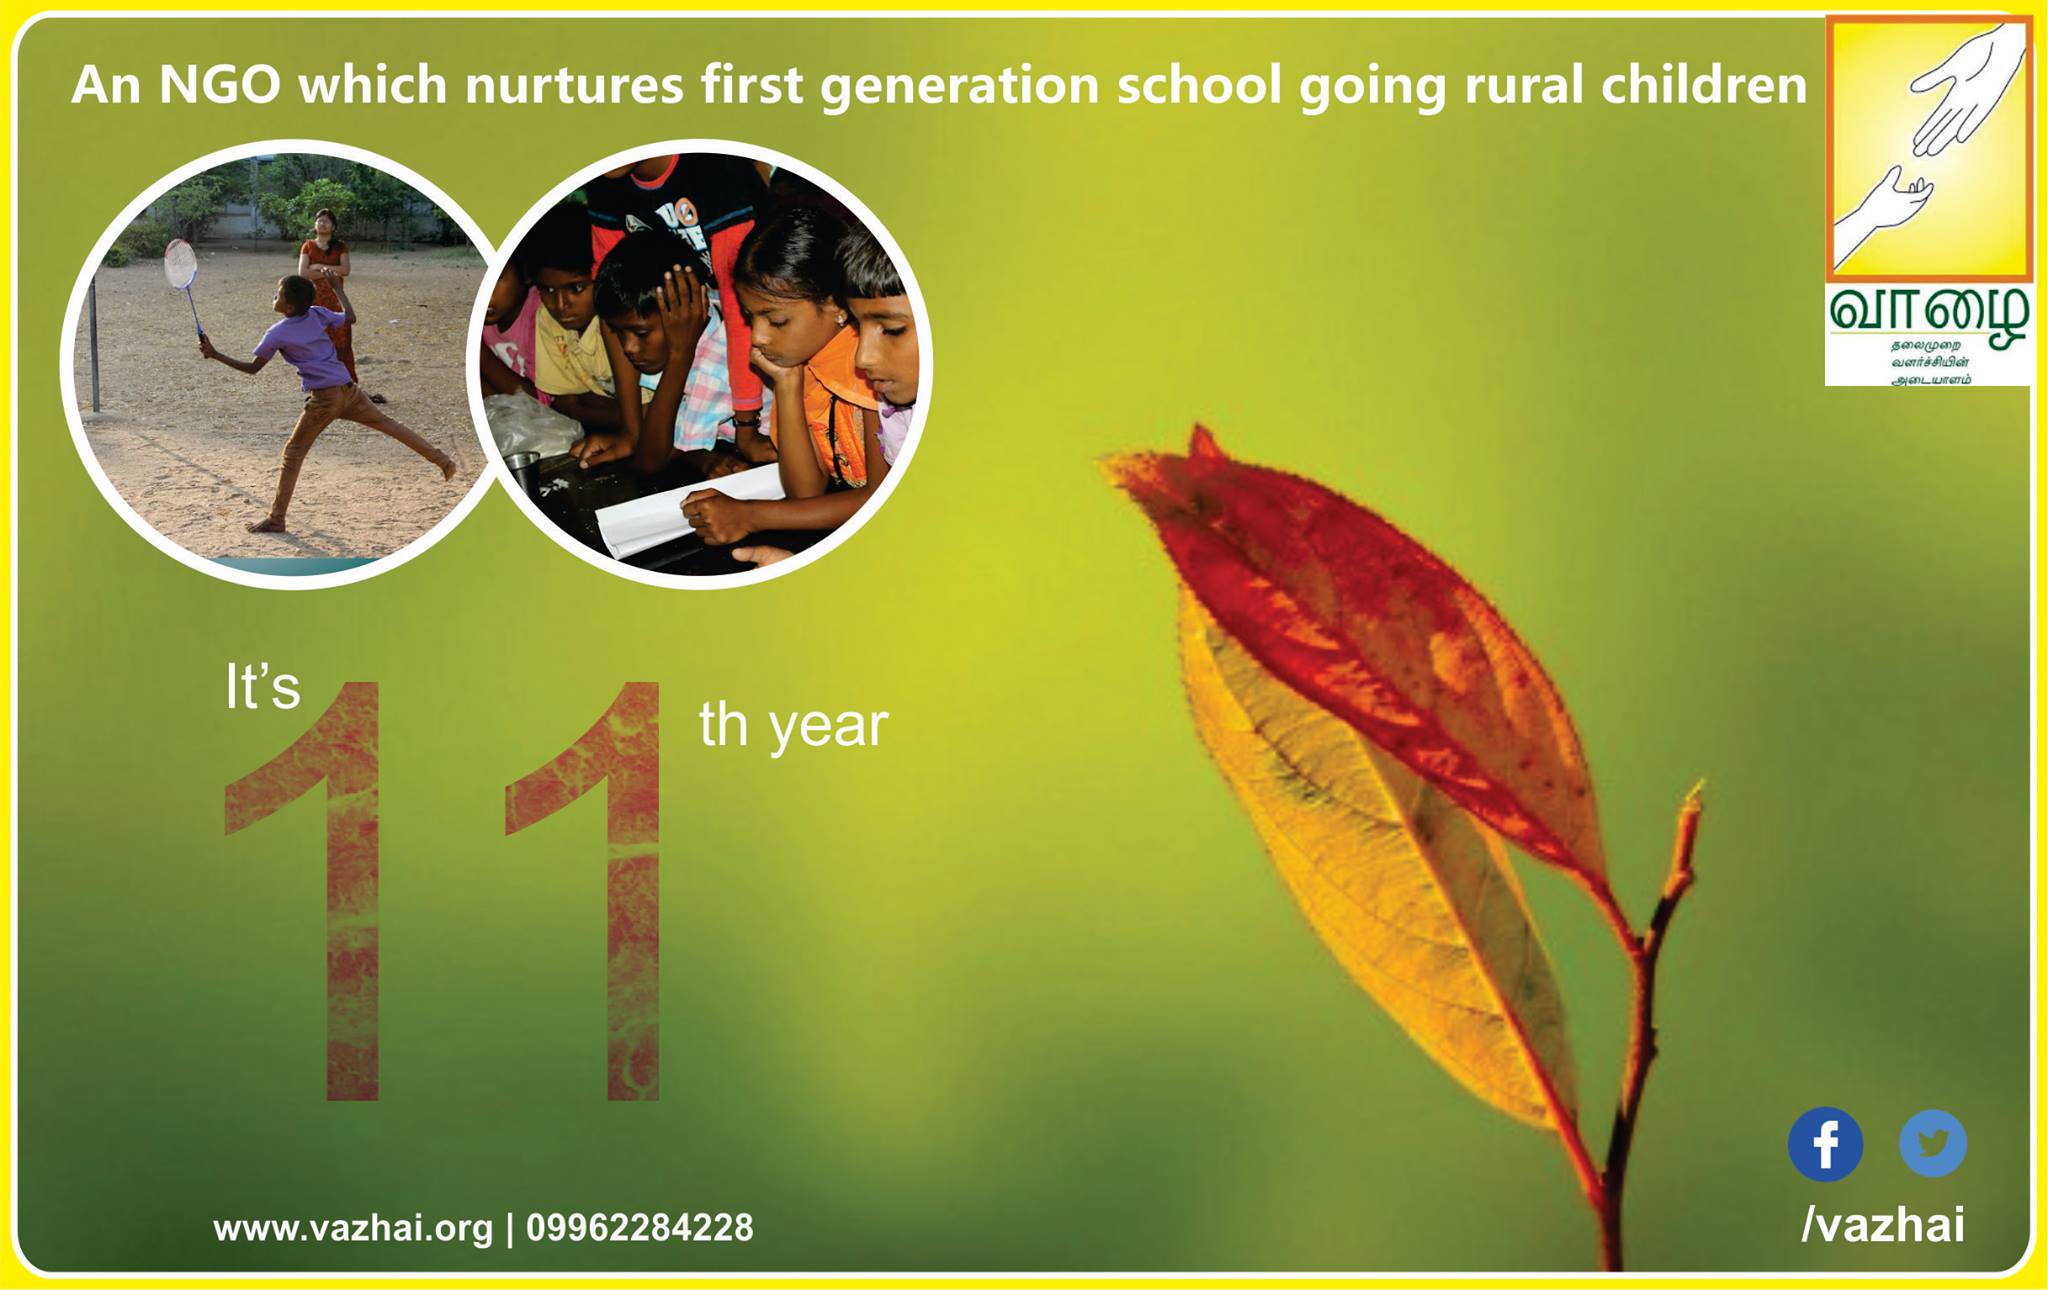 An NGO which nurtures first generation school going rural children
வாழை
தலைமுறை
வளர்ச்சியின்
அடையாளம்
It's 11 th year
www.vazhai.org | 09962284228
/vazhai